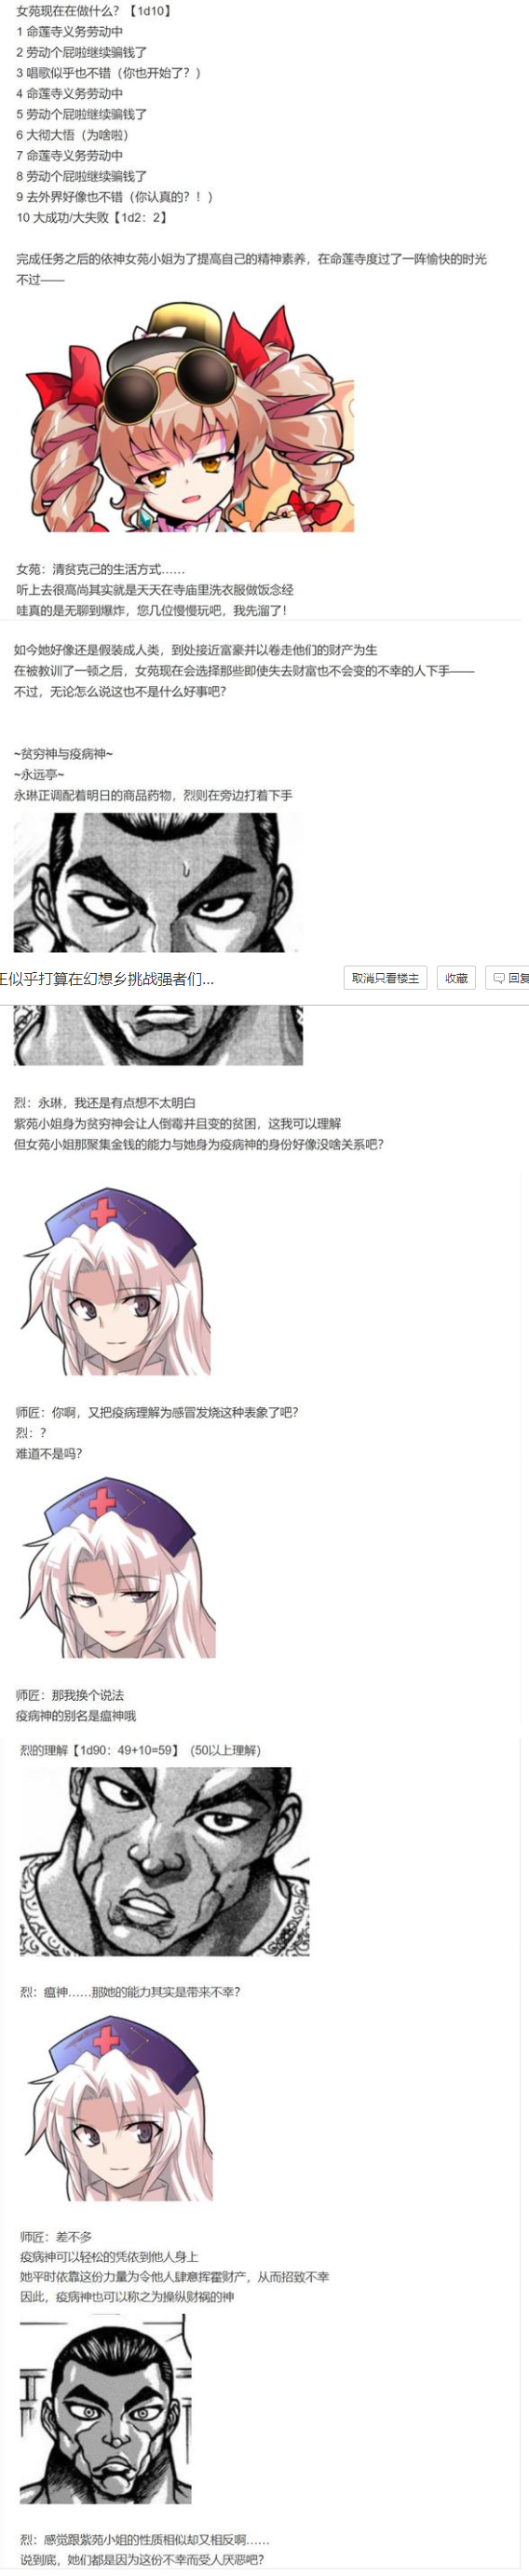 女苑现在在做什么？【1d10】
1 命莲寺义务劳动中
2 劳动个屁啦继续骗钱了
3 唱歌似乎也不错（你也开始了？）
4 命莲寺义务劳动中
5 劳动个屁啦继续骗钱了
6 大彻大悟（为啥啦）
7 命莲寺义务劳动中
8 劳动个屁啦继续骗钱了
9 去外界好像也不错（你认真的？！）
10 大成功/大失败【1d2：2】
完成任务之后的依神女苑小姐为了提高自己的精神素养，在命莲寺度过了一阵愉快的时光
不过——
女苑：清贫克己的生活方式……
听上去很高尚其实就是天天在寺庙里洗衣服做饭念经
哇真的是无聊到爆炸，您几位慢慢玩吧，我先溜了！
如今她好像还是假装成人类，到处接近富豪并以卷走他们的财产为生
在被教训了一顿之后，女苑现在会选择那些即使失去财富也不会变的不幸的人下手——
不过，无论怎么说这也不是什么好事吧？
~贫穷神与疫病神~
~永远亭~
永琳正调配着明日的商品药物，烈则在旁边打着下手
王似乎打算在幻想乡挑战强者们...
取消只看楼主
收藏
回复
烈：永琳，我还是有点想不太明白
紫苑小姐身为贫穷神会让人倒霉并且变的贫困，这我可以理解
但女苑小姐那聚集金钱的能力与她身为疫病神的身份好像没啥关系吧？
师匠：你啊，又把疫病理解为感冒发烧这种表象了吧？
烈：？
难道不是吗？
师匠：那我换个说法
疫病神的别名是瘟神哦
烈的理解【1d90：49+10=59】（50以上理解）
烈：瘟神……那她的能力其实是带来不幸？
师匠：差不多
疫病神可以轻松的凭依到他人身上
她平时依靠这份力量为令他人肆意挥霍财产，从而招致不幸
因此，疫病神也可以称之为操纵财祸的神
烈：感觉跟紫苑小姐的性质相似却又相反啊……
说到底，她们都是因为这份不幸而受人厌恶吧？